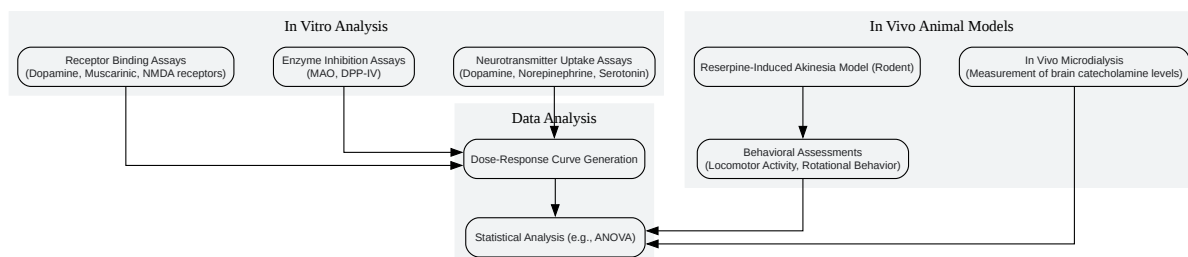 In Vitro Analysis
Receptor Binding Assays
(Dopamine, Muscarinic, NMDA receptors)
Enzyme Inhibition Assays
(MAO, DPP-IV)
Neurotransmitter Uptake Assays
(Dopamine, Norepinephrine, Serotonin)
In Vivo Animal Models
Reserpine-Induced Akinesia Model (Rodent)
In Vivo Microdialysis
(Measurement of brain catecholamine levels)
Data Analysis
Dose-Response Curve Generation
Behavioral Assessments
(Locomotor Activity, Rotational Behavior)
Statistical Analysis (e.g., ANOVA)